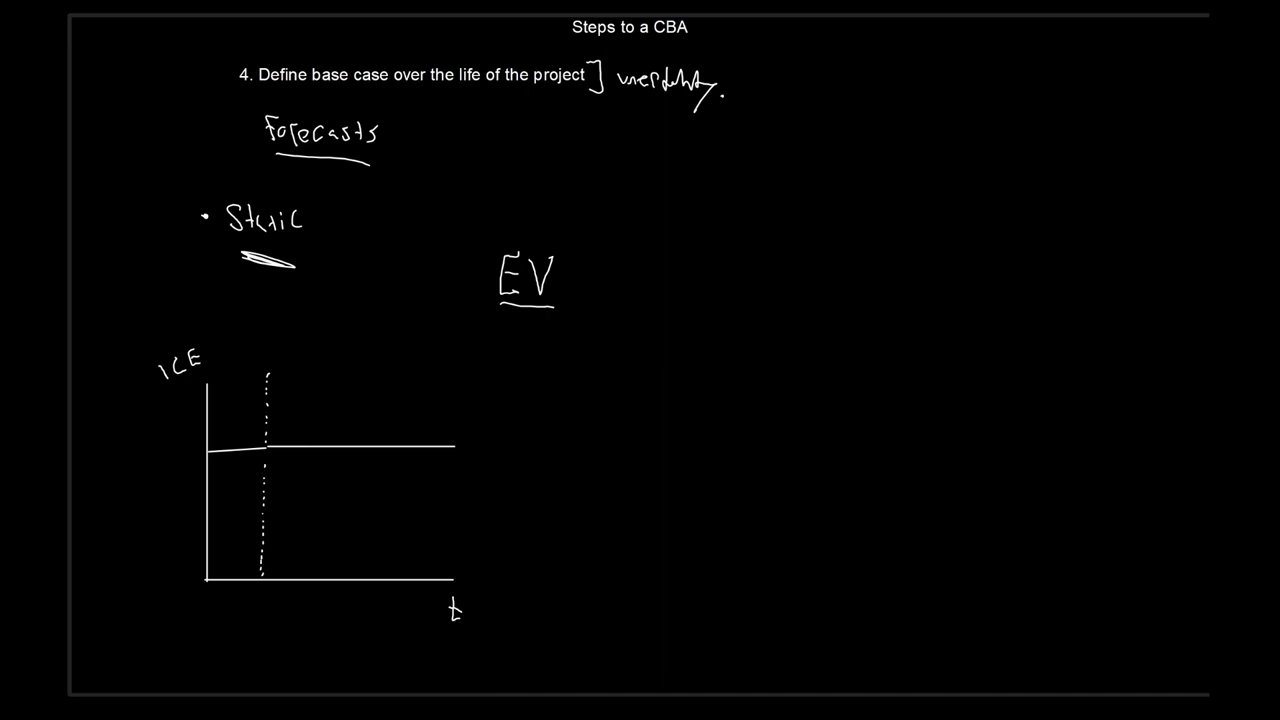 Steps to a CBA
4. Define base case over the life of the project
Forecasts
• Static
EV
ICE
t